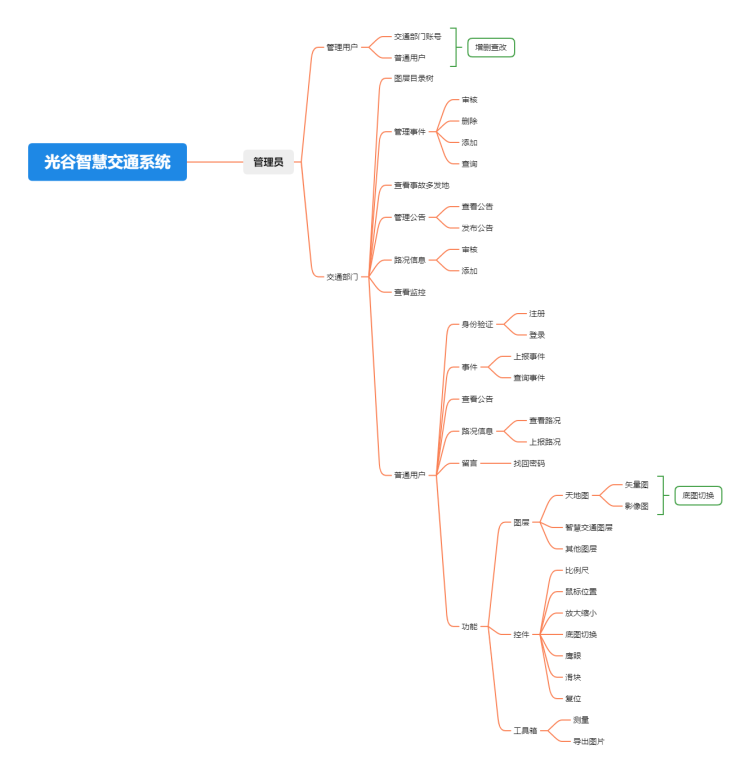 光谷智慧交通系统
管理员
管理用户
交通部门账号
普通用户
增删查改
交通部门
图层目录树
管理事件
审核
删除
添加
查询
查看事故多发地
管理公告
查看公告
发布公告
路况信息
审核
添加
查看监控
普通用户
身份验证
注册
登录
事件
上报事件
查询事件
查看公告
路况信息
查看路况
上报路况
留言
找回密码
功能
图层
天地图
矢量图
影像图
底图切换
智慧交通图层
其他图层
控件
比例尺
鼠标位置
放大缩小
底图切换
鹰眼
滑块
复位
工具箱
测量
导出图片